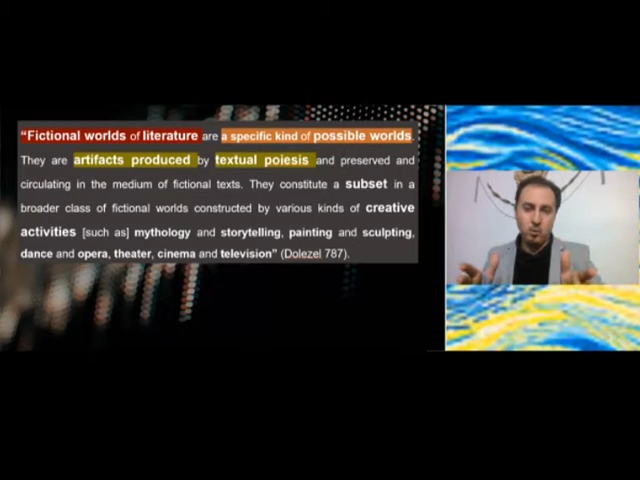 “Fictional worlds of literature are a specific kind of possible worlds.
They are artifacts produced by textual poiesis and preserved and
circulating in the medium of fictional texts. They constitute a subset in a
broader class of fictional worlds constructed by various kinds of creative
activities [such as] mythology and storytelling, painting and sculpting,
dance and opera, theater, cinema and television” (Dolezel 787).